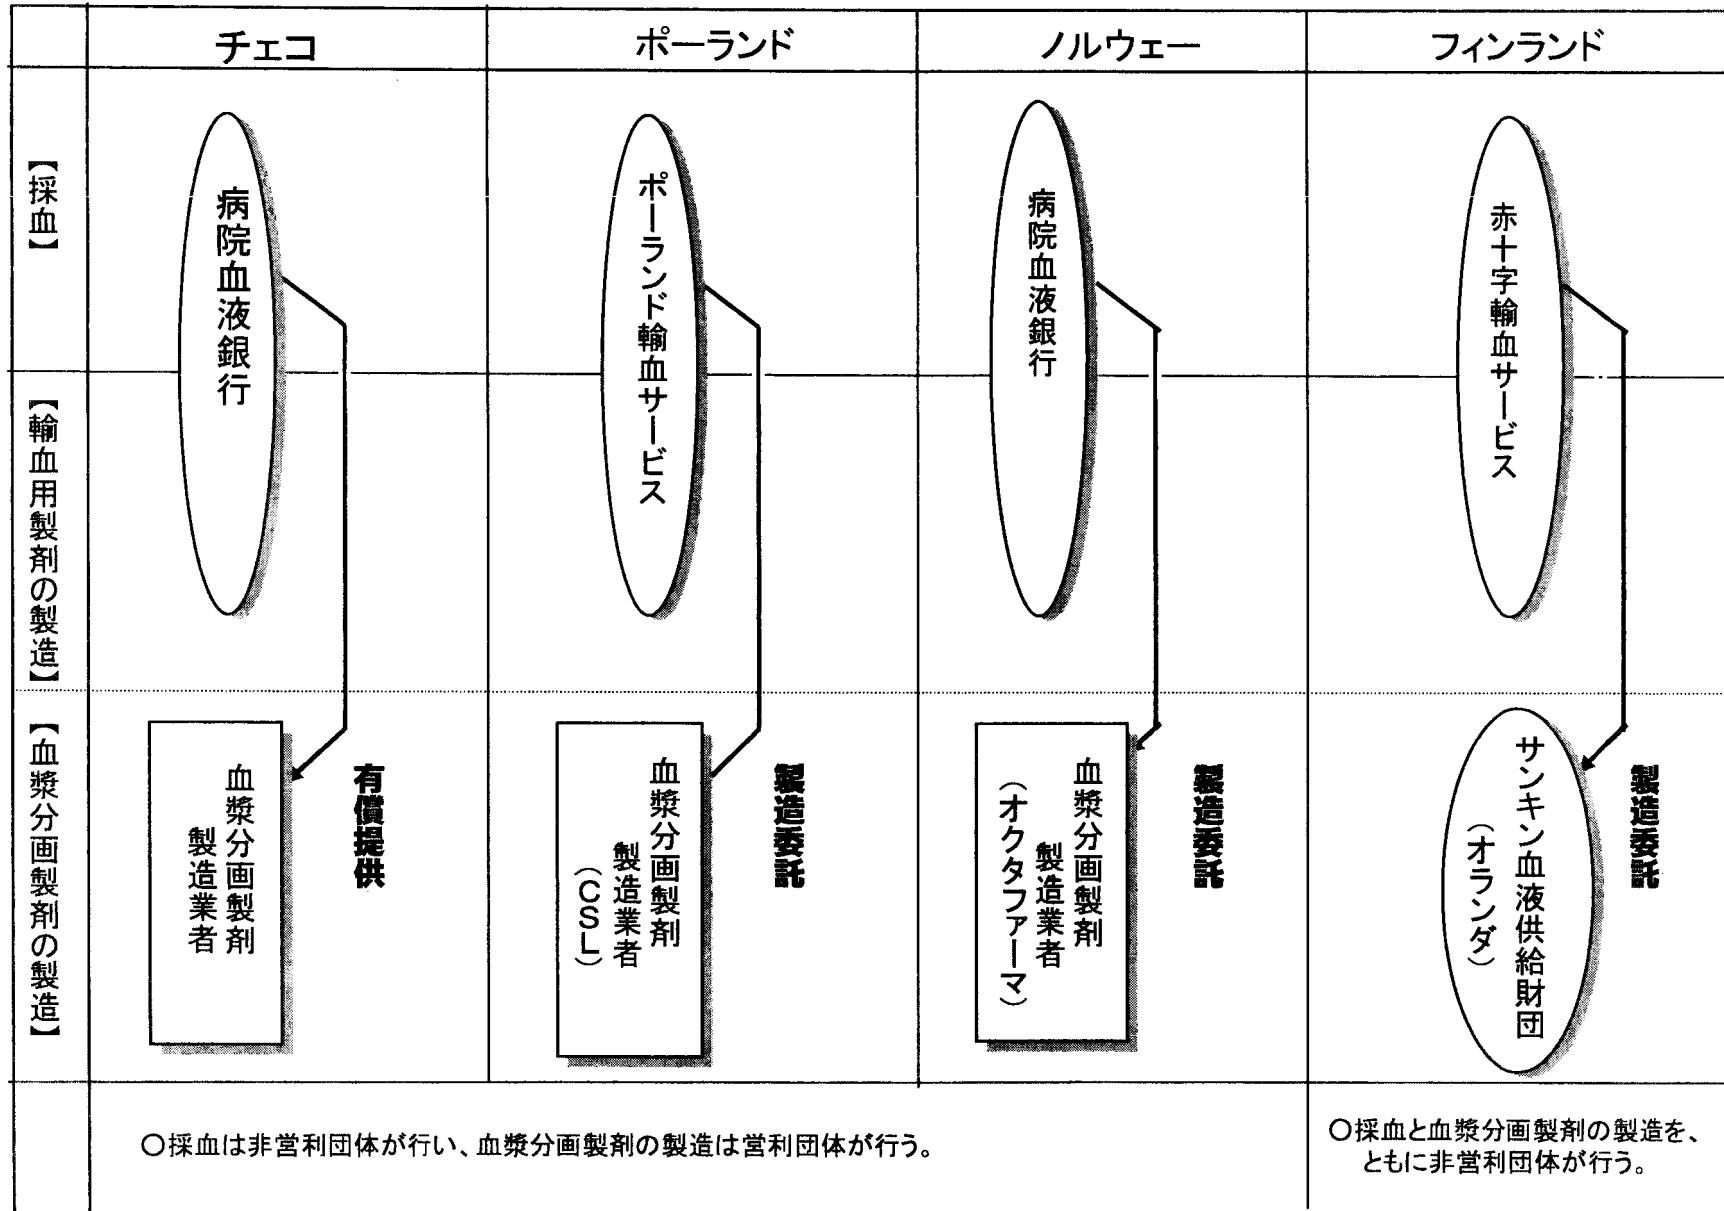 チェコ
ポーランド
ノルウェー
フィンランド
【採血】
病院血液銀行
ポーランド輸血サービス
病院血液銀行
赤十字輸血サービス
【輸血用製剤の製造】
【血漿分画製剤の製造】
血漿分画製剤
製造業者
有償提供
血漿分画製剤
製造業者
（ＣＳＬ）
製造委託
血漿分画製剤
製造業者
（オクタファーマ）
製造委託
サンキン血液供給財団
（オランダ）
製造委託
○採血は非営利団体が行い、血漿分画製剤の製造は営利団体が行う。
○採血と血漿分画製剤の製造を、
ともに非営利団体が行う。